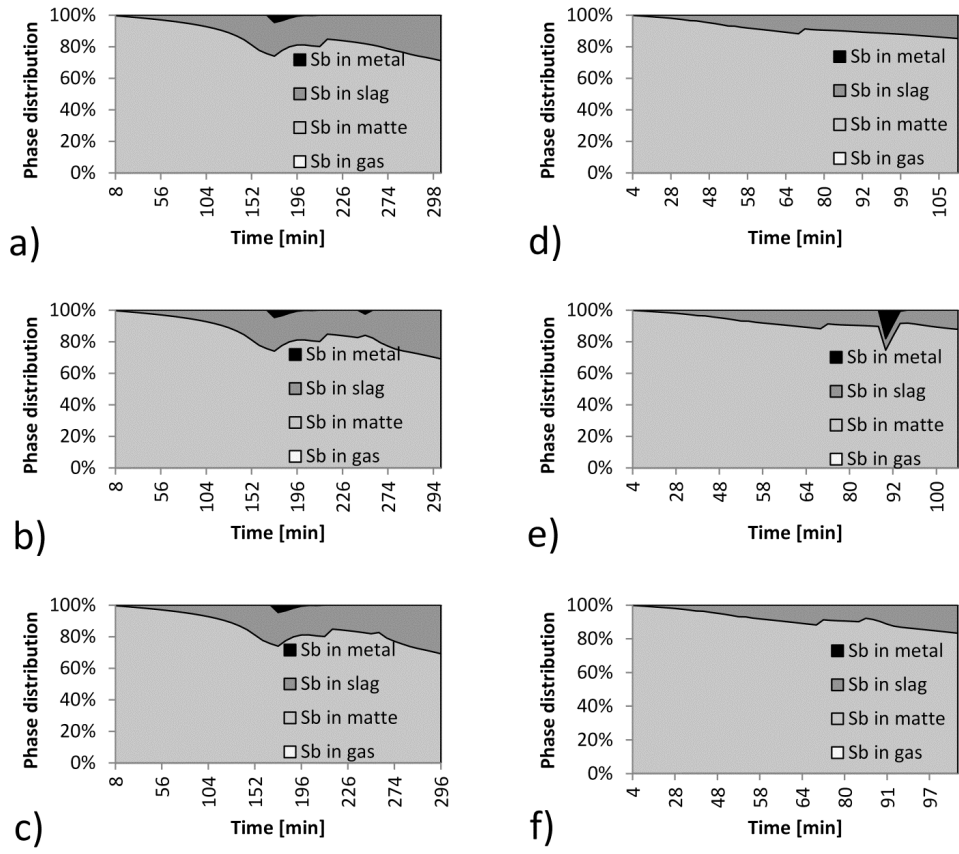 Phase distribution
100%
80%
60%
40%
20%
0%
Sb in metal
Sb in slag
Sb in matte
Sb in gas
8 56 104 152 196 226 274 298
Time [min]
a)
Phase distribution
100%
80%
60%
40%
20%
0%
Sb in metal
Sb in slag
Sb in matte
Sb in gas
4 28 48 58 64 80 99 105
Time [min]
d)
Phase distribution
100%
80%
60%
40%
20%
0%
Sb in metal
Sb in slag
Sb in matte
Sb in gas
8 56 104 152 196 226 274 294
Time [min]
b)
Phase distribution
100%
80%
60%
40%
20%
0%
Sb in metal
Sb in slag
Sb in matte
Sb in gas
4 28 48 58 64 80 92 100
Time [min]
e)
Phase distribution
100%
80%
60%
40%
20%
0%
Sb in metal
Sb in slag
Sb in matte
Sb in gas
8 56 104 152 196 226 274 296
Time [min]
c)
Phase distribution
100%
80%
60%
40%
20%
0%
Sb in metal
Sb in slag
Sb in matte
Sb in gas
4 28 48 58 64 80 91 97
Time [min]
f)